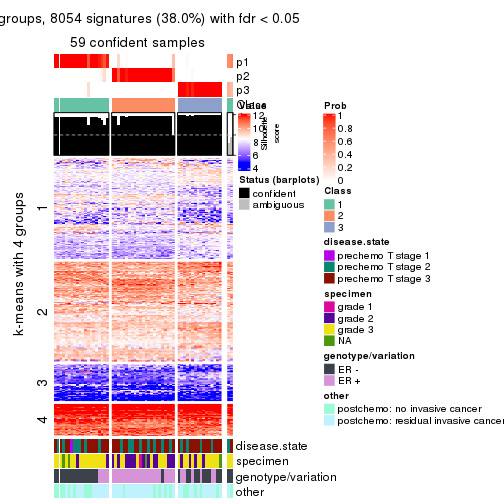 groups, 8054 signatures (38.0%) with fdr < 0.05
59 confident samples
p1
p2
p3
Class
Value
12
10
8
6
4
Silhouette
score
Prob
1
0.8
0.6
0.4
0.2
0
Status (barplots)
confident
ambiguous
Class
1
2
3
disease.state
prechemo T stage 1
prechemo T stage 2
prechemo T stage 3
specimen
grade 1
grade 2
grade 3
NA
genotype/variation
ER -
ER +
other
postchemo: no invasive cancer
postchemo: residual invasive cancer
k-means with 4 groups
1
2
3
4
disease.state
specimen
genotype/variation
other